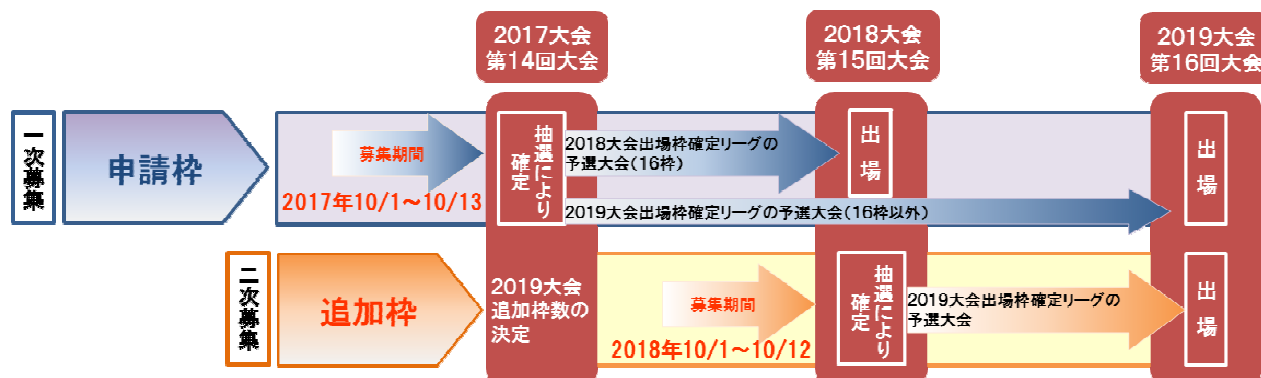 2017大会
第14回大会
2018大会
第15回大会
2019大会
第16回大会
一次募集
申請枠
募集期間
2017年10/1～10/13
抽選により
確定
2018大会出場枠確定リーグの
予選大会(16枠)
出場
2019大会出場枠確定リーグの予選大会(16枠以外)
出場
二次募集
追加枠
2019大会
追加枠数の
決定
募集期間
2018年10/1～10/12
抽選により
確定
2019大会出場枠確定リーグの
予選大会
出場